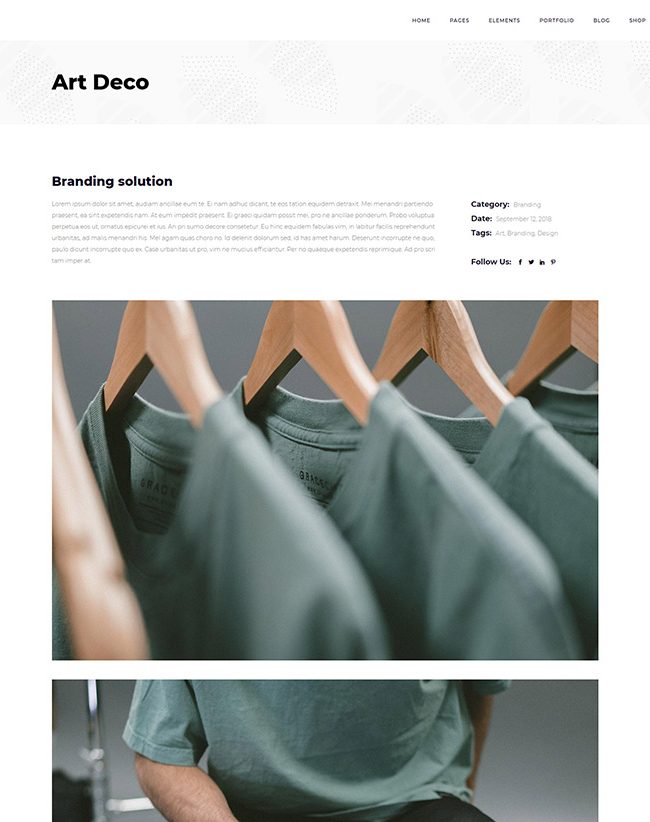 HOME PAGES ELEMENTS PORTFOLIO BLOG SHOP
Art Deco
Branding solution
Lorem ipsum dolor sit amet, audiam ancillae eum te. Ei nam adhuc dicant, te eos tation equidem detraxit. Mei menandri partiendo
praesent, ea sint expetendis nam. At eum impedit praesent. Ei graeci quidam possit mei, pro ne ancillae ponderum. Probo voluptua
perpetua eos ut, ornatus epicurei et ius. An pri sumo decore consetetur. Eu hinc equidem fabulas vim, in labitur facilis reprehendunt
urbanitas, ad malis menandri his. Mei agam quas choro no. Id delenit dolorum sed, id has amet harum. Deserunt incorrupte ne quo,
paulo dicunt incorrupte quo ex. Case urbanitas ut pro, vim ne mucius efficiantur. Per no quaeque expetendis reprimique. Ad pro scri
tam imper at.
Category: Branding
Date: September 12, 2018
Tags: Art, Branding, Design
Follow Us: